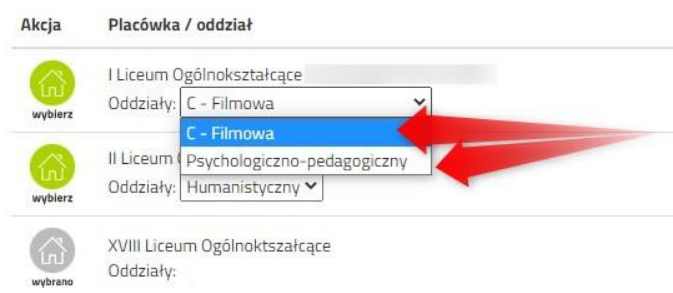 Akcja Placówka / oddział
wybierz
I Liceum Ogólnokształcące
Oddziały: C - Filmowa
C - Filmowa
Psychologiczno-pedagogiczny
wybierz
II Liceum
Oddziały: Humanistyczny
wybrano
XVIII Liceum Ogólnoktszałcące
Oddziały: